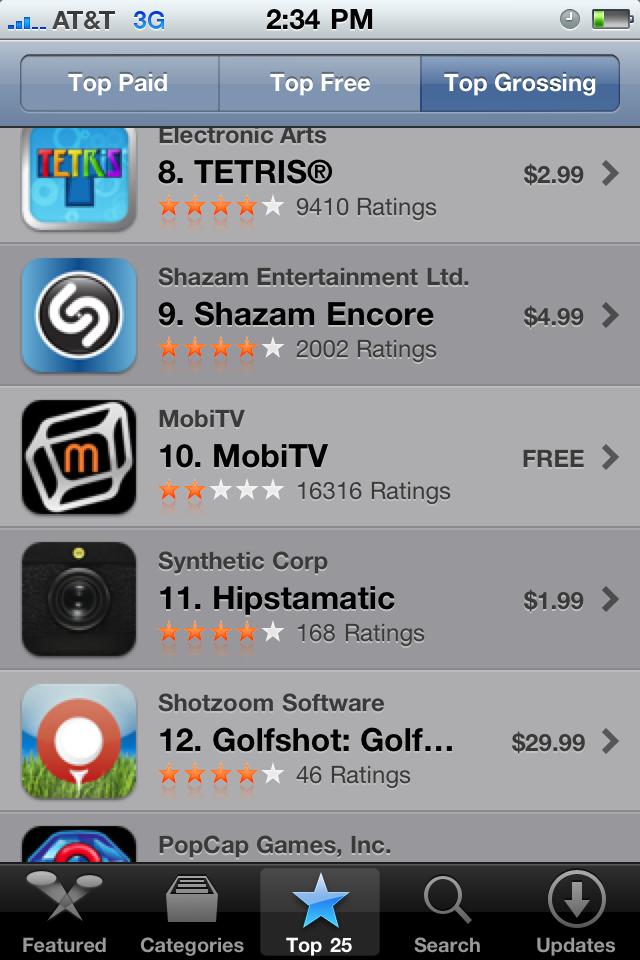 AT&T 3G 2:34 PM
Top Paid Top Free Top Grossing
TETRIS
Electronic Arts
8. TETRIS®
9410 Ratings
$2.99
Shazam Entertainment Ltd.
9. Shazam Encore
2002 Ratings
$4.99
m
MobiTV
10. MobiTV
16316 Ratings
FREE
Synthetic Corp
11. Hipstamatic
168 Ratings
$1.99
Shotzoom Software
12. Golfshot: Golf...
46 Ratings
$29.99
PopCap Games, Inc.
Featured Categories Top 25 Search Updates